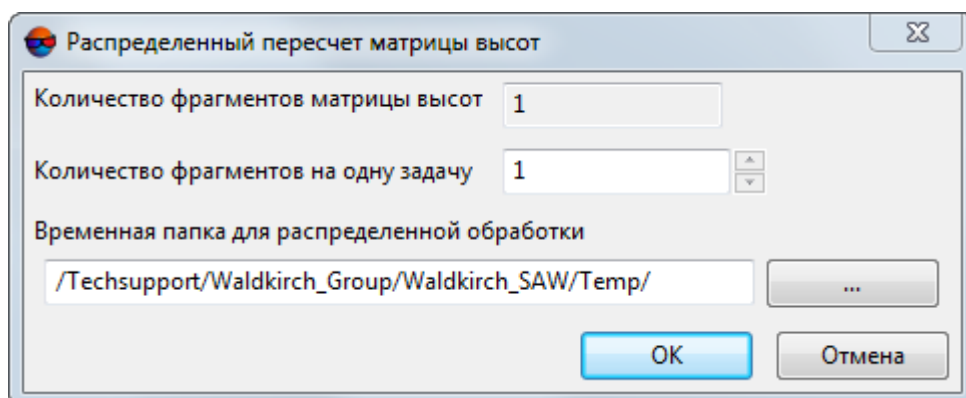 Распределенный пересчет матрицы высот
Количество фрагментов матрицы высот 1
Количество фрагментов на одну задачу 1
Временная папка для распределенной обработки
/Techsupport/Waldkirch_Group/Waldkirch_SAW/Temp/ ...
OK Отмена